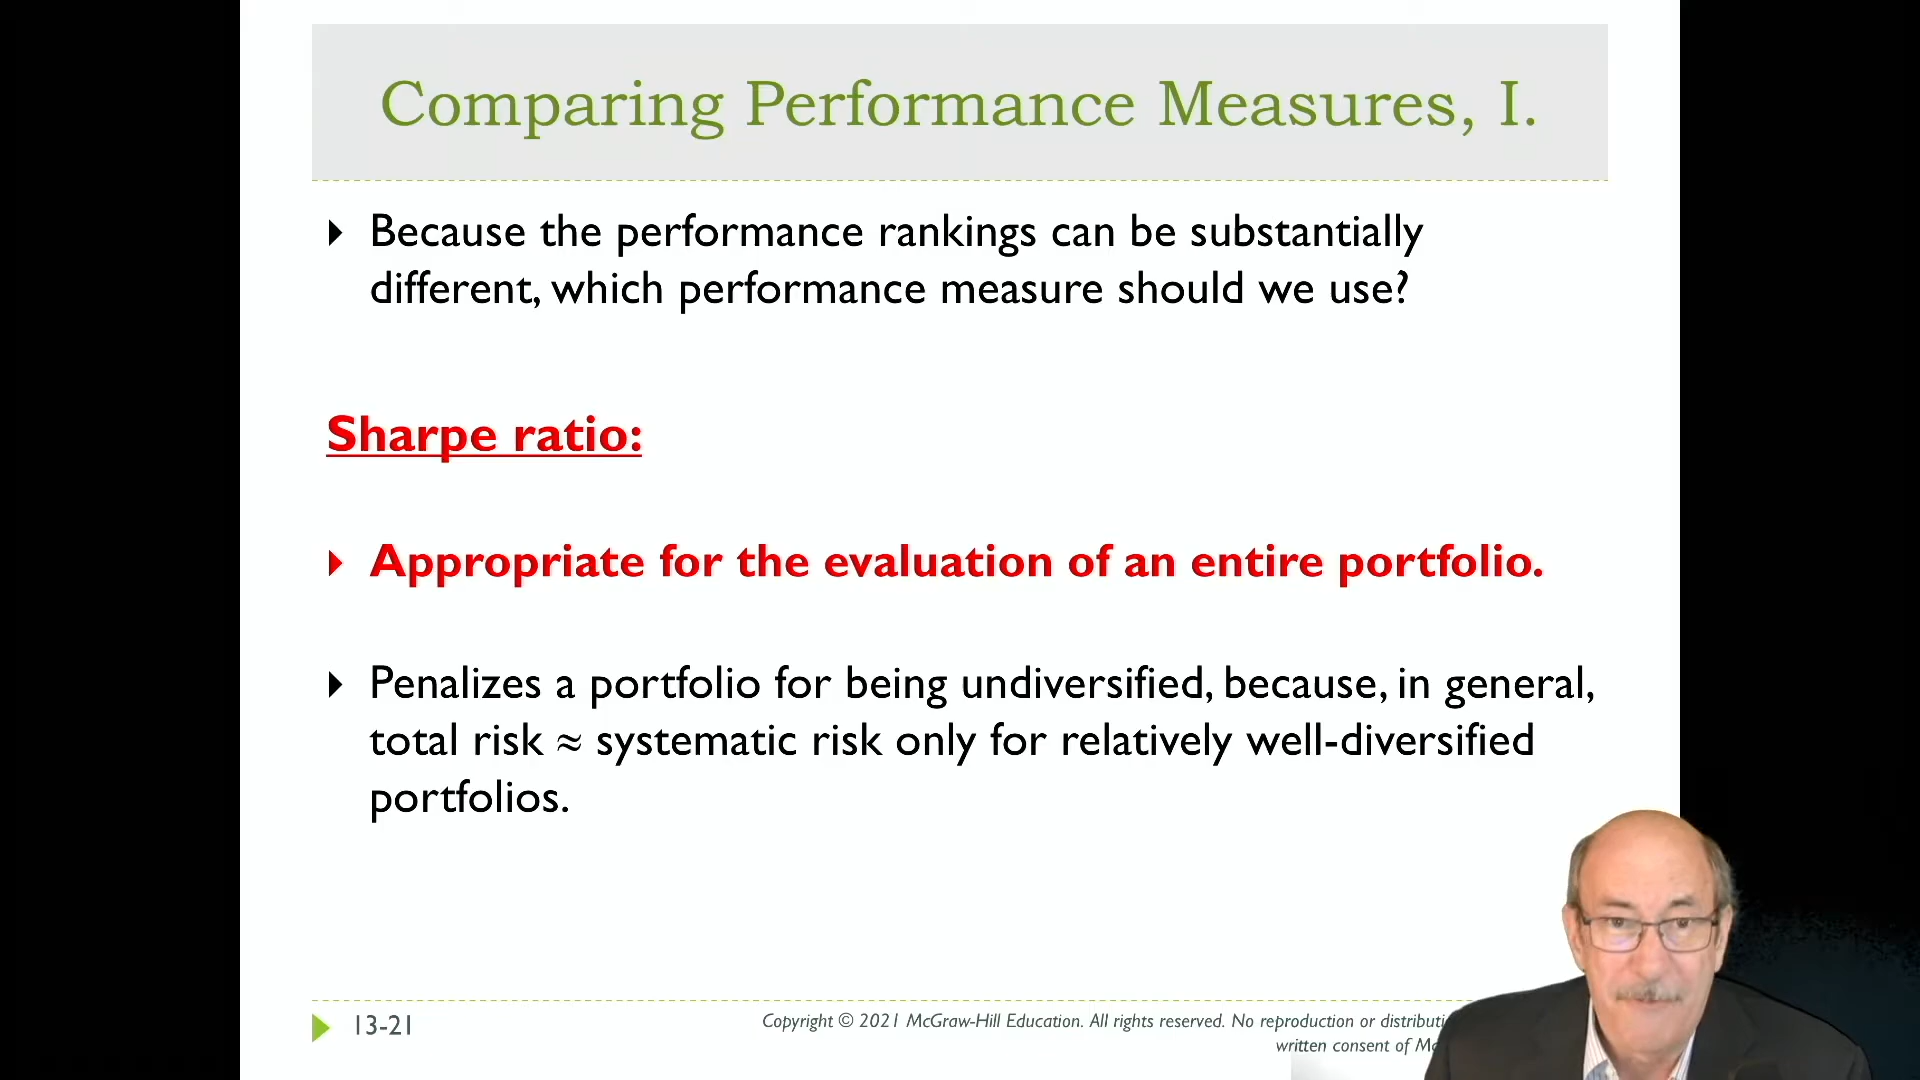 Comparing Performance Measures, I.
Because the performance rankings can be substantially
different, which performance measure should we use?
Sharpe ratio:
Appropriate for the evaluation of an entire portfolio.
Penalizes a portfolio for being undiversified, because, in general,
total risk ≈ systematic risk only for relatively well-diversified
portfolios.
13-21
Copyright © 2021 McGraw-Hill Education. All rights reserved. No reproduction or
written consent of